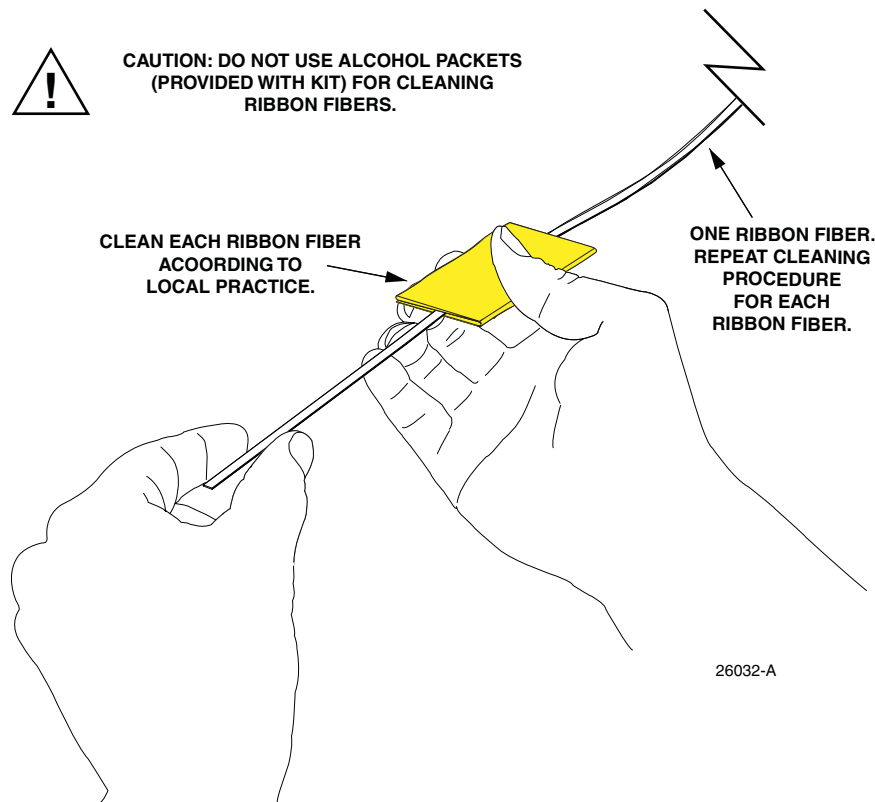 !
CAUTION: DO NOT USE ALCOHOL PACKETS
(PROVIDED WITH KIT) FOR CLEANING
RIBBON FIBERS.
CLEAN EACH RIBBON FIBER
ACOORDING TO
LOCAL PRACTICE.
ONE RIBBON FIBER.
REPEAT CLEANING
PROCEDURE
FOR EACH
RIBBON FIBER.
26032-A